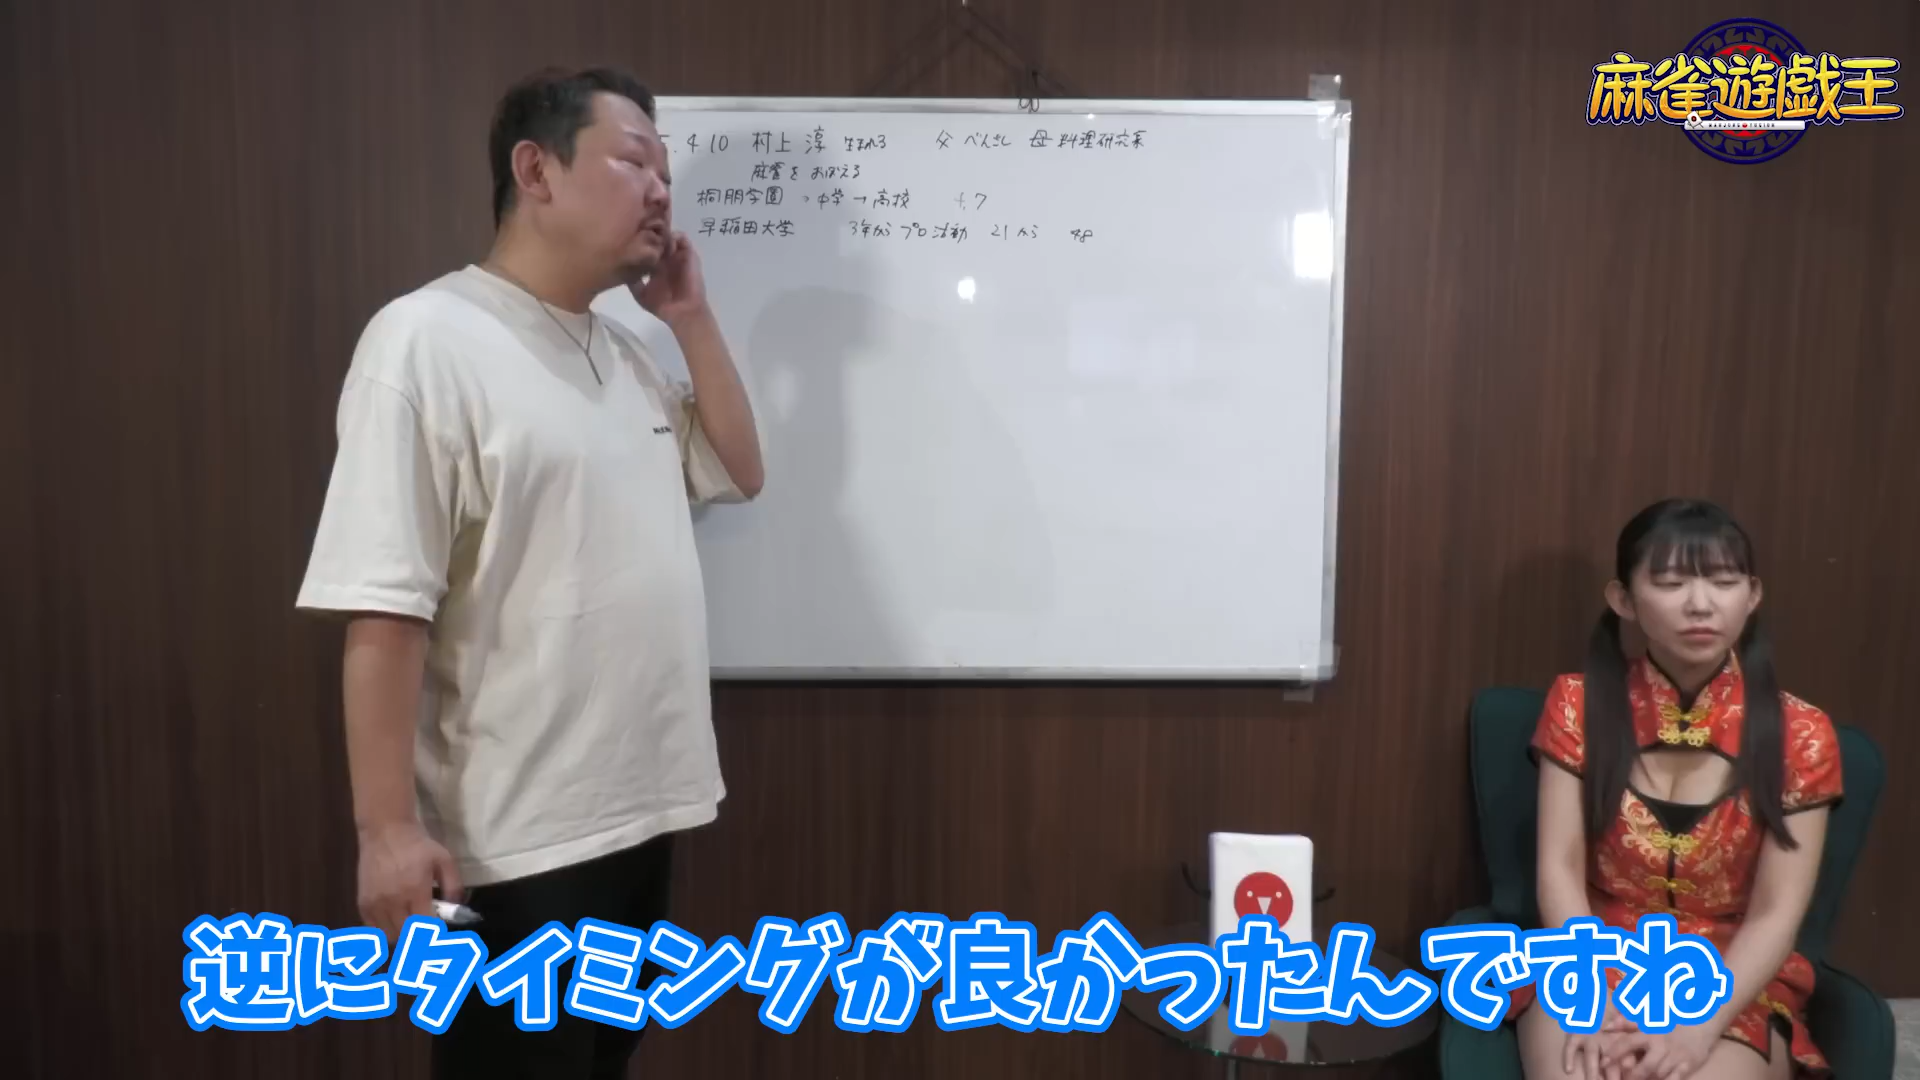 麻雀遊戯王
.4 10 村上 淳 生まれる 父 べんごし 母 料理研究家
麻雀を おぼえる
桐朋学園 → 中学 → 高校
早稲田大学 3年から プロ活動 21から 48
逆にタイミングが良かったんですね